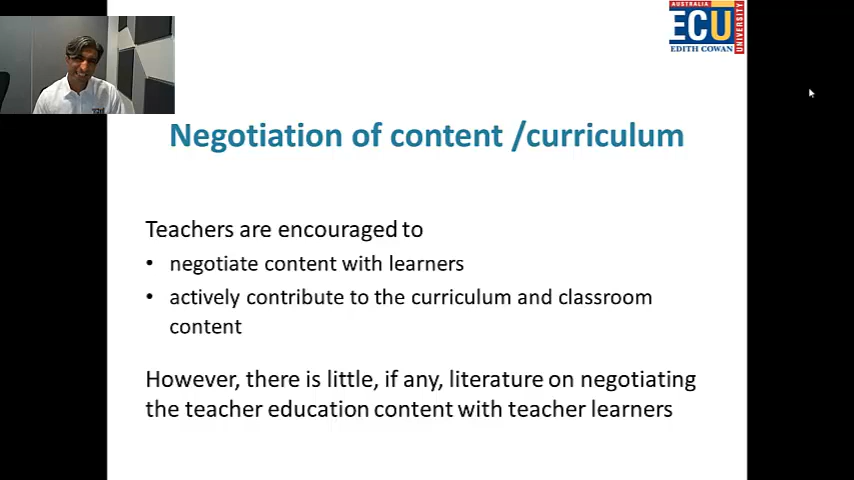 AUSTRALIA
ECU
EDITH COWAN
UNIVERSITY
Negotiation of content /curriculum
Teachers are encouraged to
• negotiate content with learners
• actively contribute to the curriculum and classroom
content
However, there is little, if any, literature on negotiating
the teacher education content with teacher learners